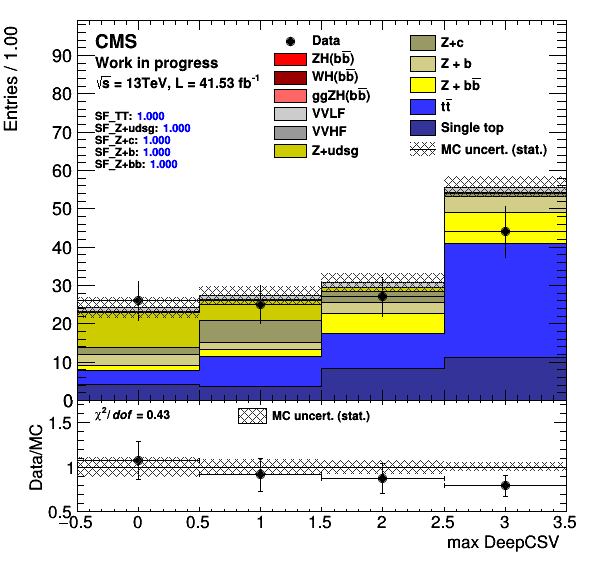 Entries / 1.00
CMS
Work in progress
√s = 13TeV, L = 41.53 fb⁻¹
SF_TT: 1.000
SF_Z+udsg: 1.000
SF_Z+c: 1.000
SF_Z+b: 1.000
SF_Z+bb: 1.000
Data
ZH(bb̅)
WH(bb̅)
ggZH(bb̅)
VVLF
VVHF
Z+udsg
Z+c
Z + b
Z + bb̅
tt̅
Single top
MC uncert. (stat.)
90
80
70
60
50
40
30
20
10
0
χ²/dof = 0.43
MC uncert. (stat.)
Data/MC
1.5
1
0.5
−0.5 0 0.5 1 1.5 2 2.5 3 3.5
max DeepCSV